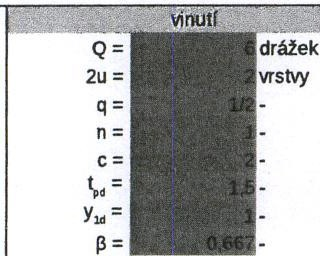 vinutí
Q = 6 drážek
2u = 2 vrstvy
q = 1/2 -
n = 1 -
c = 2 -
t_pd = 1,5 -
y_1d = 1 -
β = 0,667 -